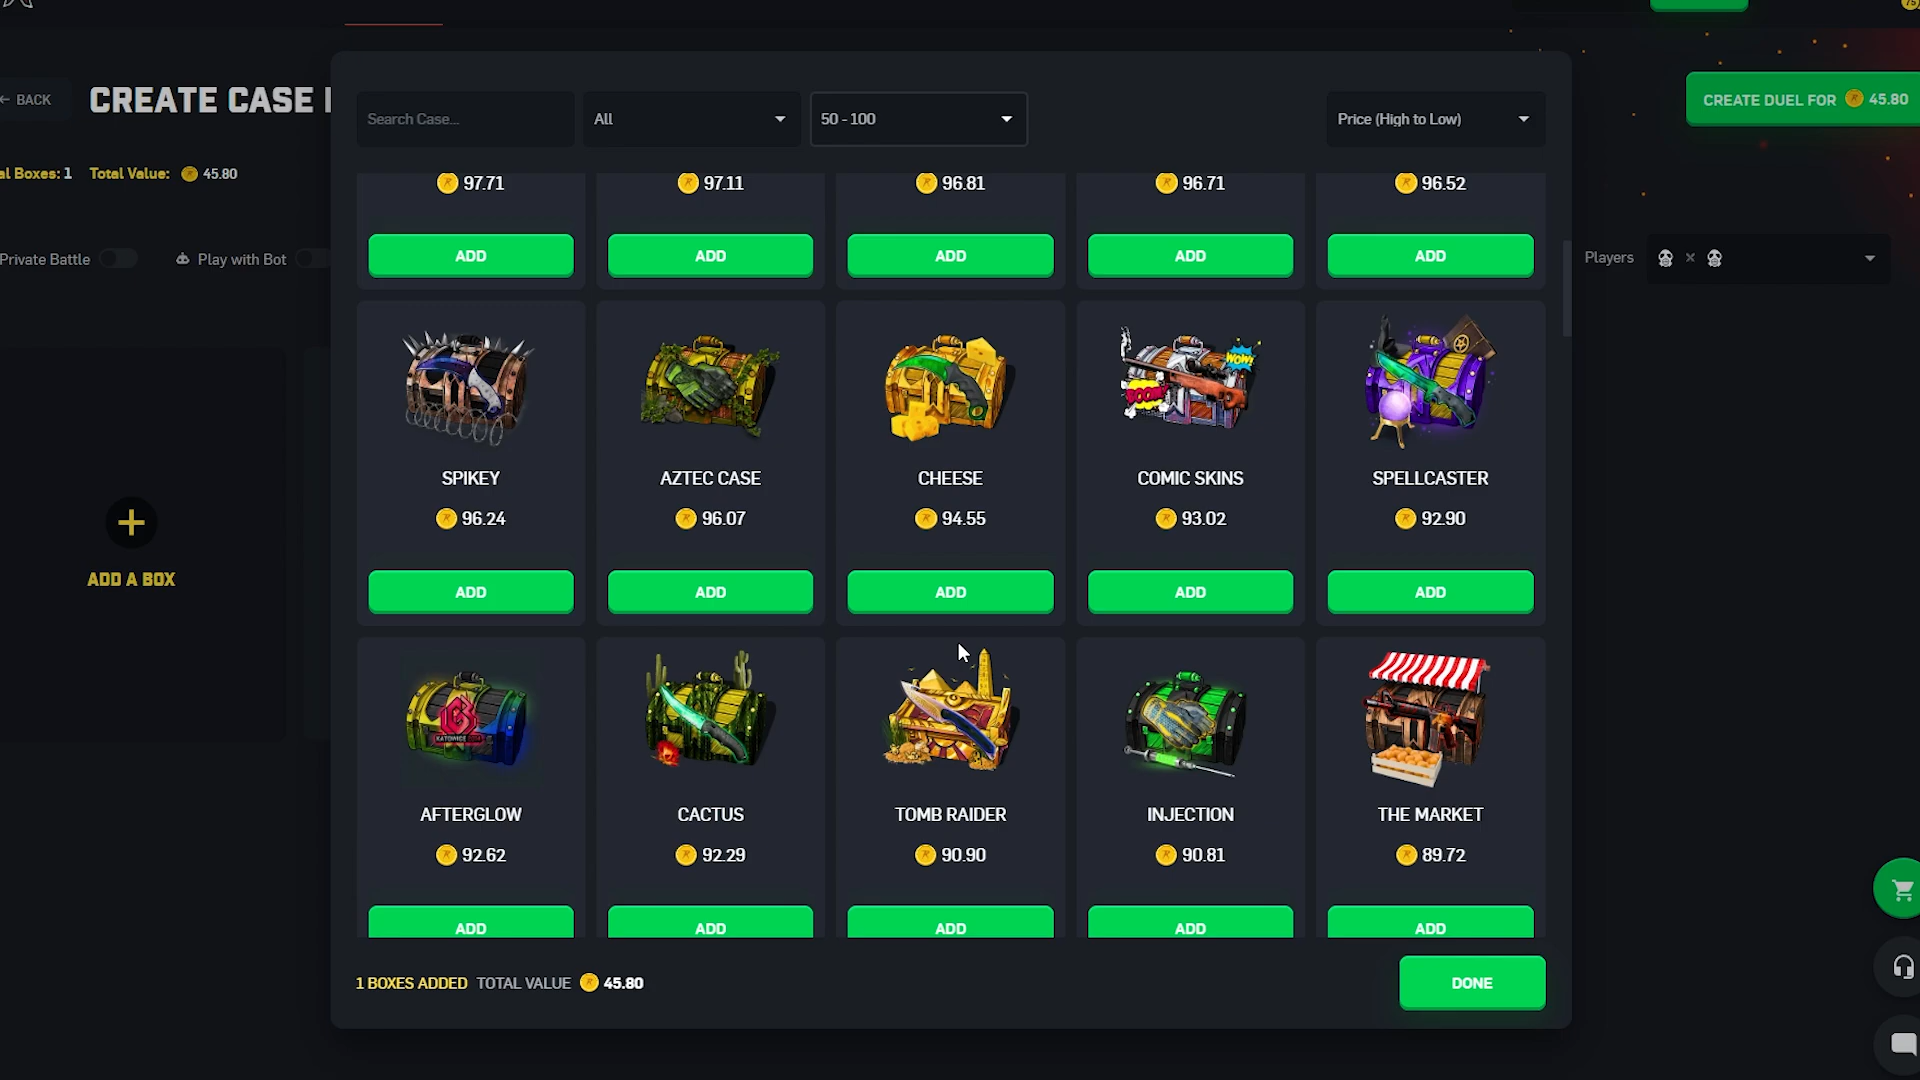 ← BACK
CREATE CASE
CREATE DUEL FOR 45.80
Search Case...
All
50 - 100
Price (High to Low)
al Boxes: 1 Total Value: 45.80
97.71
97.11
96.81
96.71
96.52
Private Battle
Play with Bot
Players
×
ADD
ADD
ADD
ADD
ADD
WOW!
BOOM!
SPIKEY
AZTEC CASE
CHEESE
COMIC SKINS
SPELLCASTER
96.24
96.07
94.55
93.02
92.90
ADD A BOX
ADD
ADD
ADD
ADD
ADD
KATOWICE
AFTERGLOW
CACTUS
TOMB RAIDER
INJECTION
THE MARKET
92.62
92.29
90.90
90.81
89.72
ADD
ADD
ADD
ADD
ADD
1 BOXES ADDED TOTAL VALUE 45.80
DONE